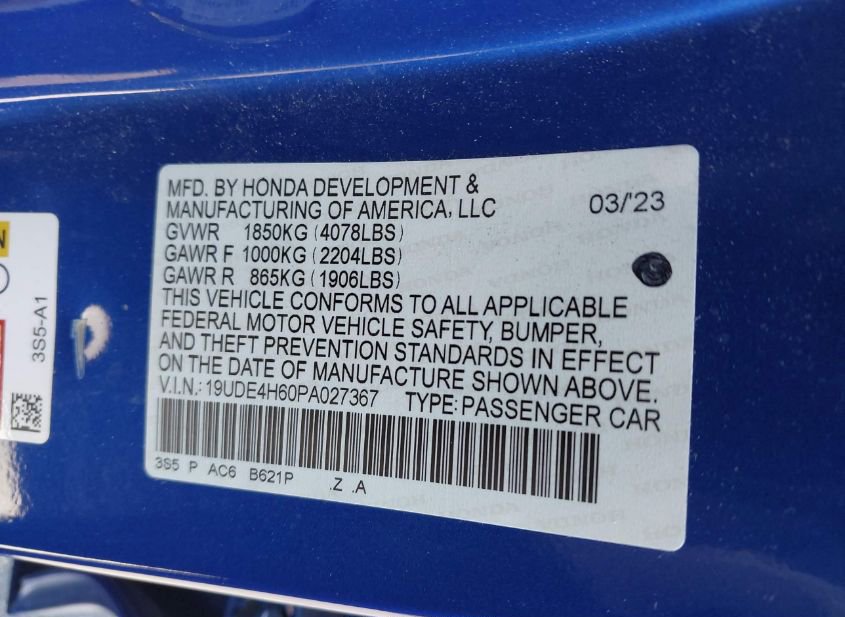 MFD. BY HONDA DEVELOPMENT &
MANUFACTURING OF AMERICA, LLC 03/'23
GVWR 1850KG (4078LBS)
GAWR F 1000KG (2204LBS)
GAWR R 865KG (1906LBS)
THIS VEHICLE CONFORMS TO ALL APPLICABLE
FEDERAL MOTOR VEHICLE SAFETY, BUMPER,
AND THEFT PREVENTION STANDARDS IN EFFECT
ON THE DATE OF MANUFACTURE SHOWN ABOVE.
V.I.N.: 19UDE4H60PA027367 TYPE: PASSENGER CAR
3S5 P AC6 B621P .Z .A
3S5-A1
N